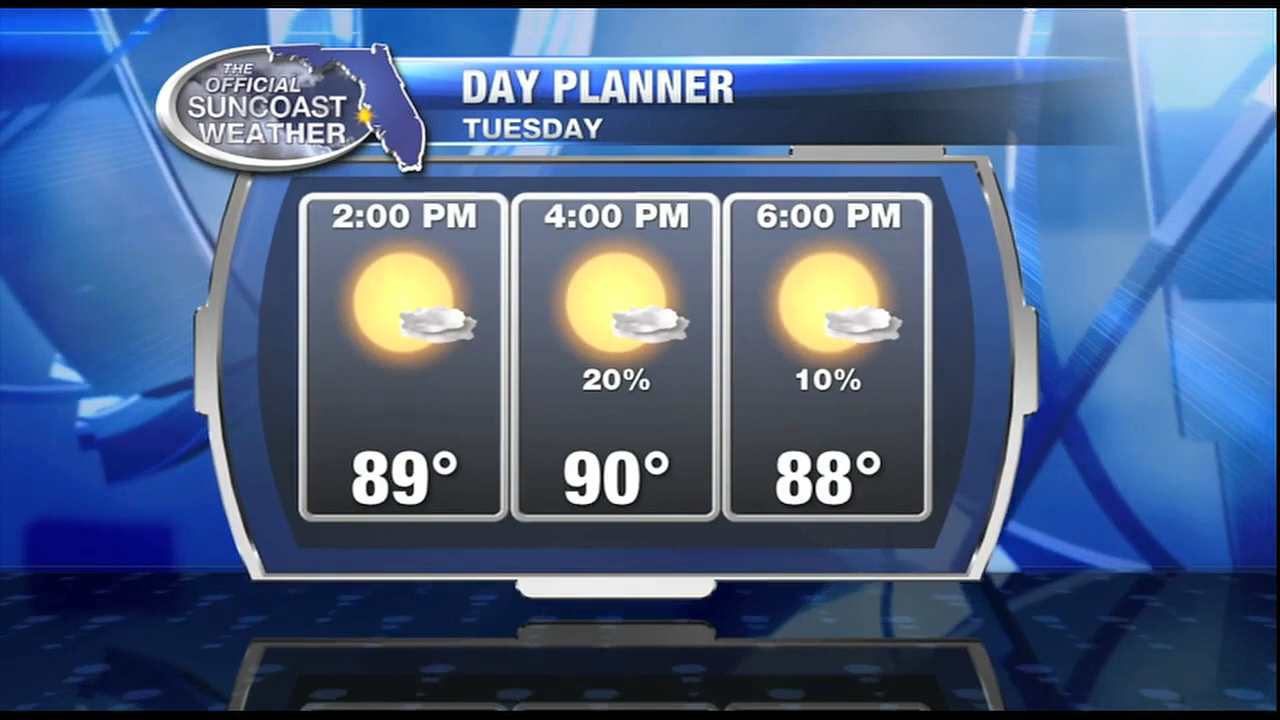 THE
OFFICIAL
SUNCOAST
WEATHER
DAY PLANNER
TUESDAY
2:00 PM
89°
4:00 PM
20%
90°
6:00 PM
10%
88°